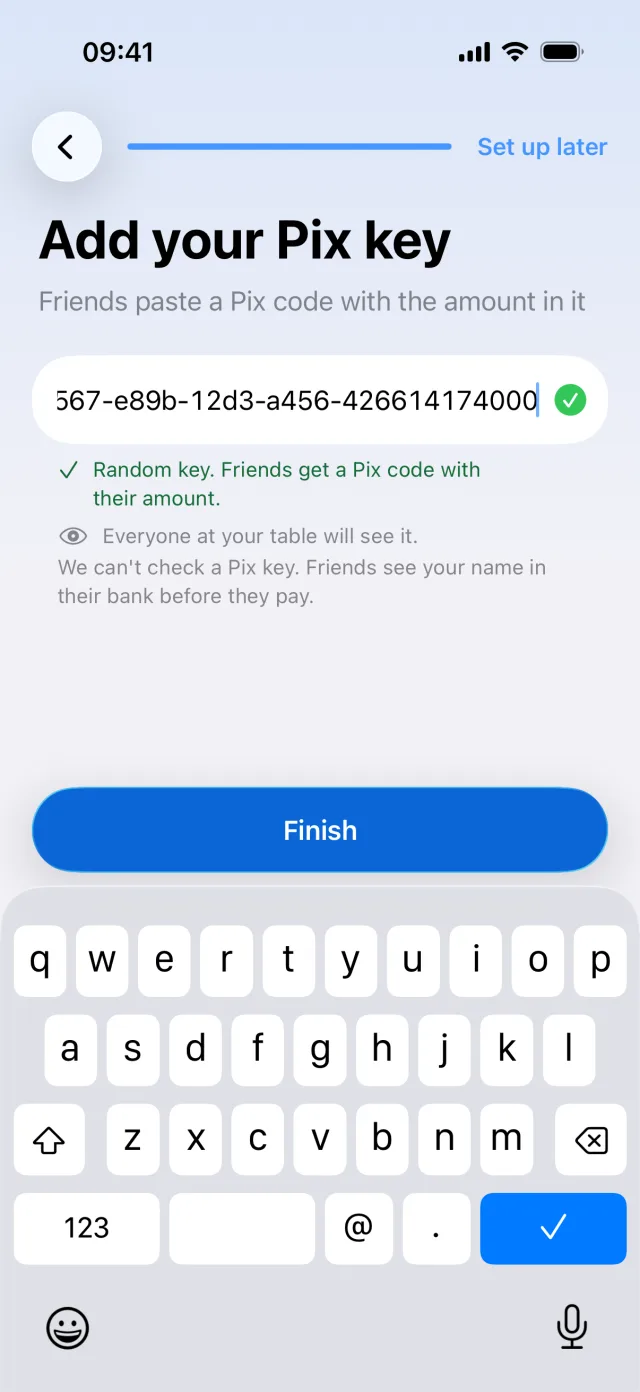 09:41
Set up later
Add your Pix key
Friends paste a Pix code with the amount in it
567-e89b-12d3-a456-426614174000
Random key. Friends get a Pix code with
their amount.
Everyone at your table will see it.
We can't check a Pix key. Friends see your name in
their bank before they pay.
Finish
q w e r t y u i o p
a s d f g h j k l
z x c v b n m
123 @ .